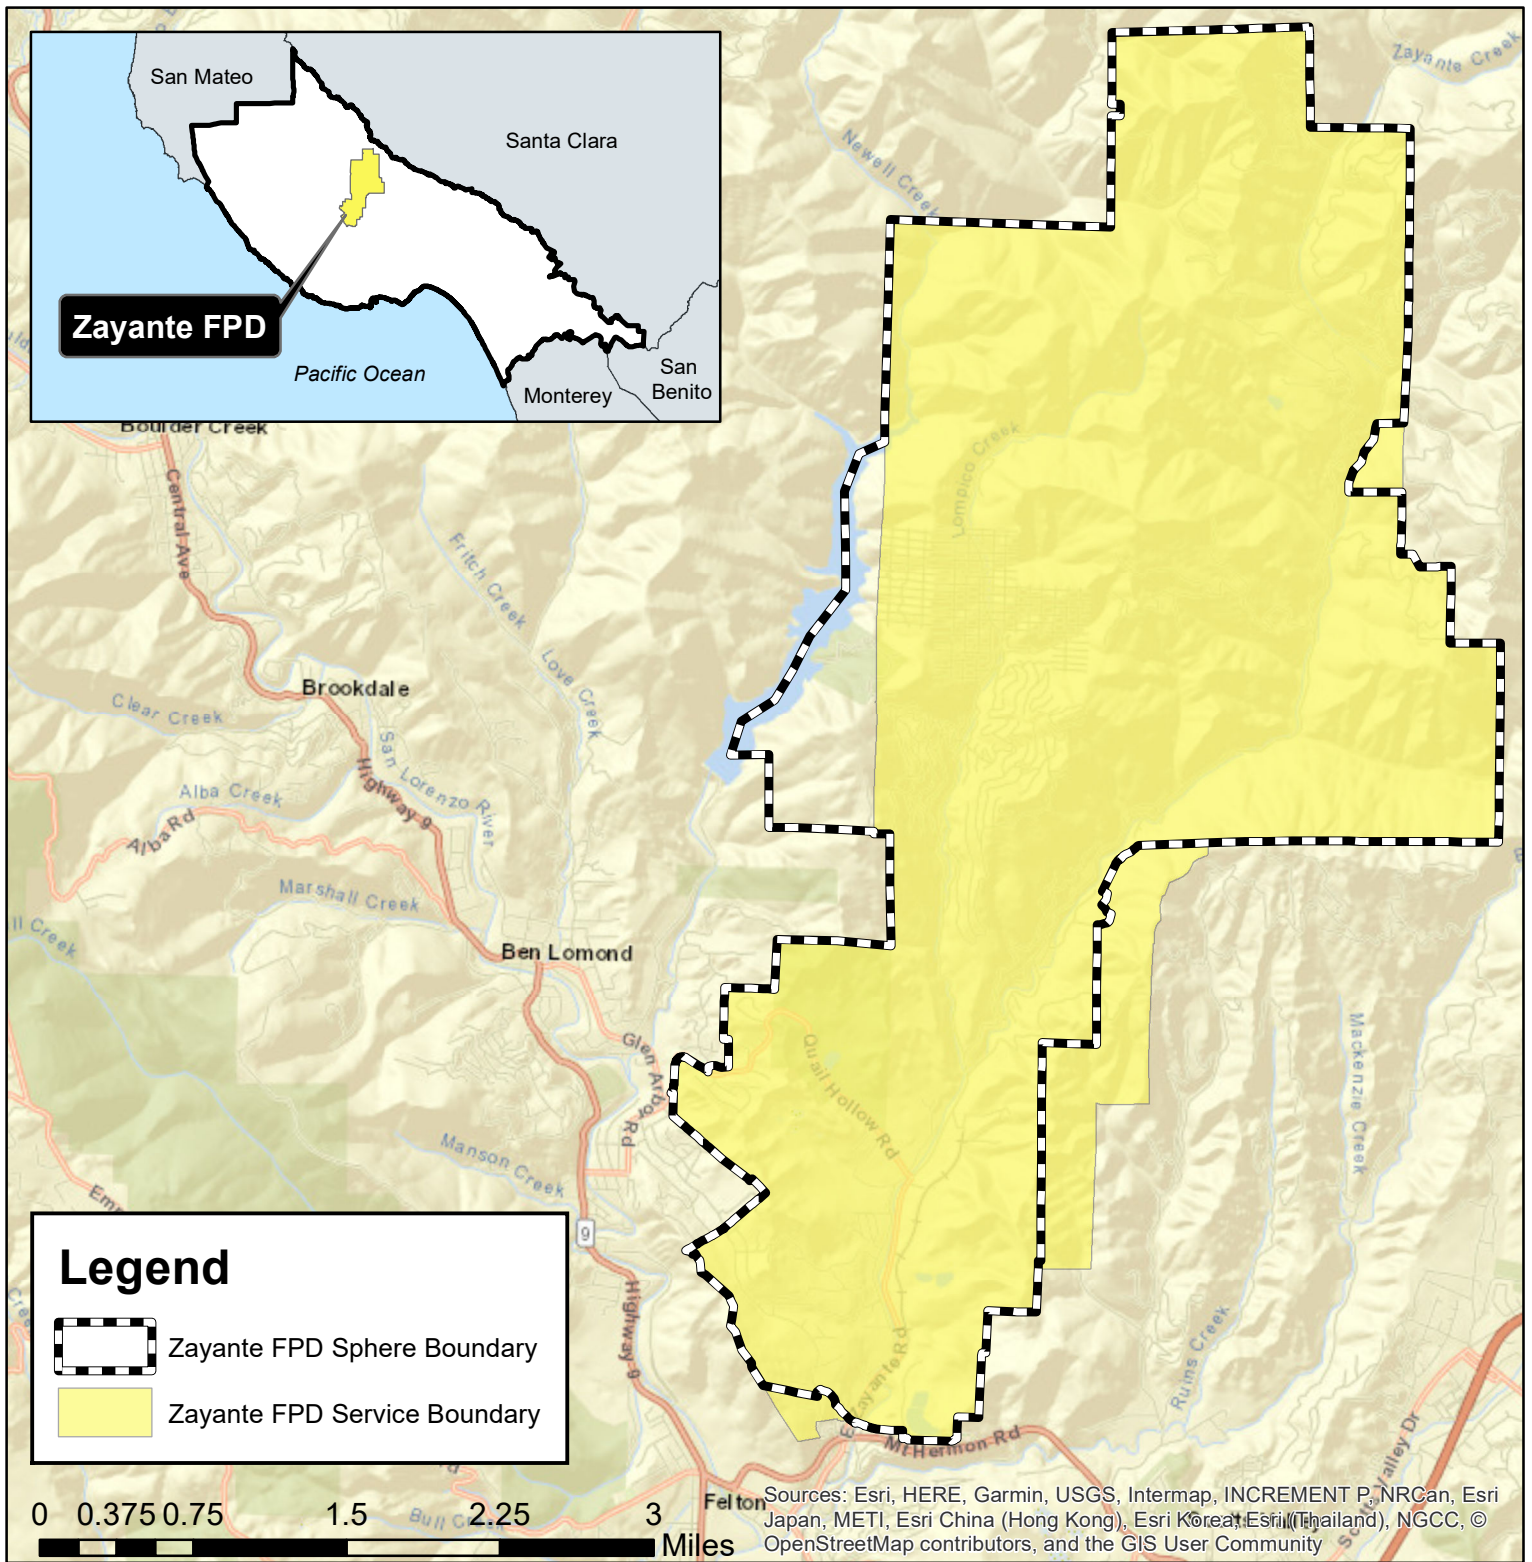 San Mateo
Santa Clara
Zayante FPD
Pacific Ocean
Monterey
San
Benito
Zayante Creek
Newell Creek
Boulder Creek
Central Ave
Lompico Creek
Fritch Creek
Love Creek
Brookdale
Clear Creek
San Lorenzo River
Highway 9
Alba Creek
Alba Rd
Marshall Creek
ll Creek
Ben Lomond
Glen Arbor Rd
Quail Hollow Rd
Mackenzie Creek
Manson Creek
9
Highway 9
Ruins Creek
E Zayante Rd
Mt Hermon Rd
Felton
Bull Creek
Legend
Zayante FPD Sphere Boundary
Zayante FPD Service Boundary
0 0.375 0.75 1.5 2.25 3
Miles
Sources: Esri, HERE, Garmin, USGS, Intermap, INCREMENT P, NRCan, Esri
Japan, METI, Esri China (Hong Kong), Esri Korea, Esri (Thailand), NGCC, ©
OpenStreetMap contributors, and the GIS User Community